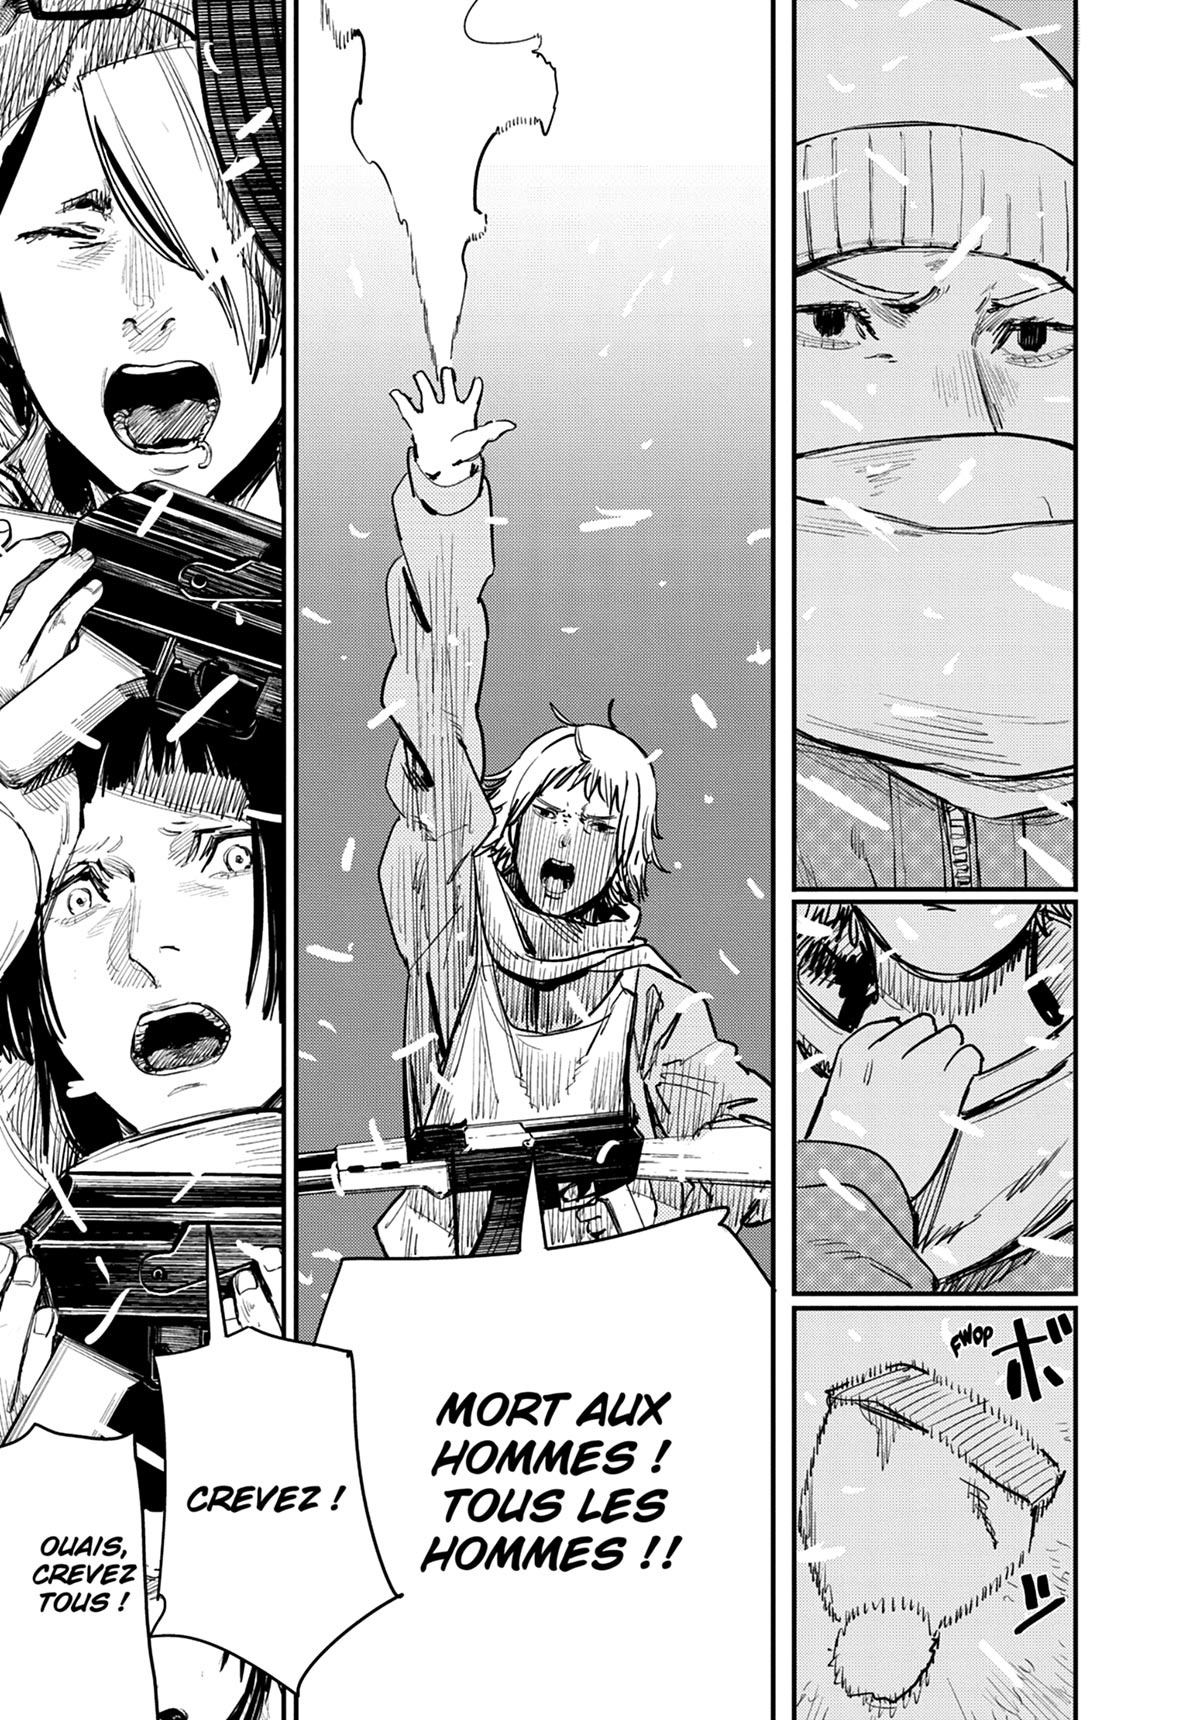 FWOP
ボ
ッ
MORT AUX
HOMMES !
TOUS LES
HOMMES !!
CREVEZ !
OUAIS,
CREVEZ
TOUS !